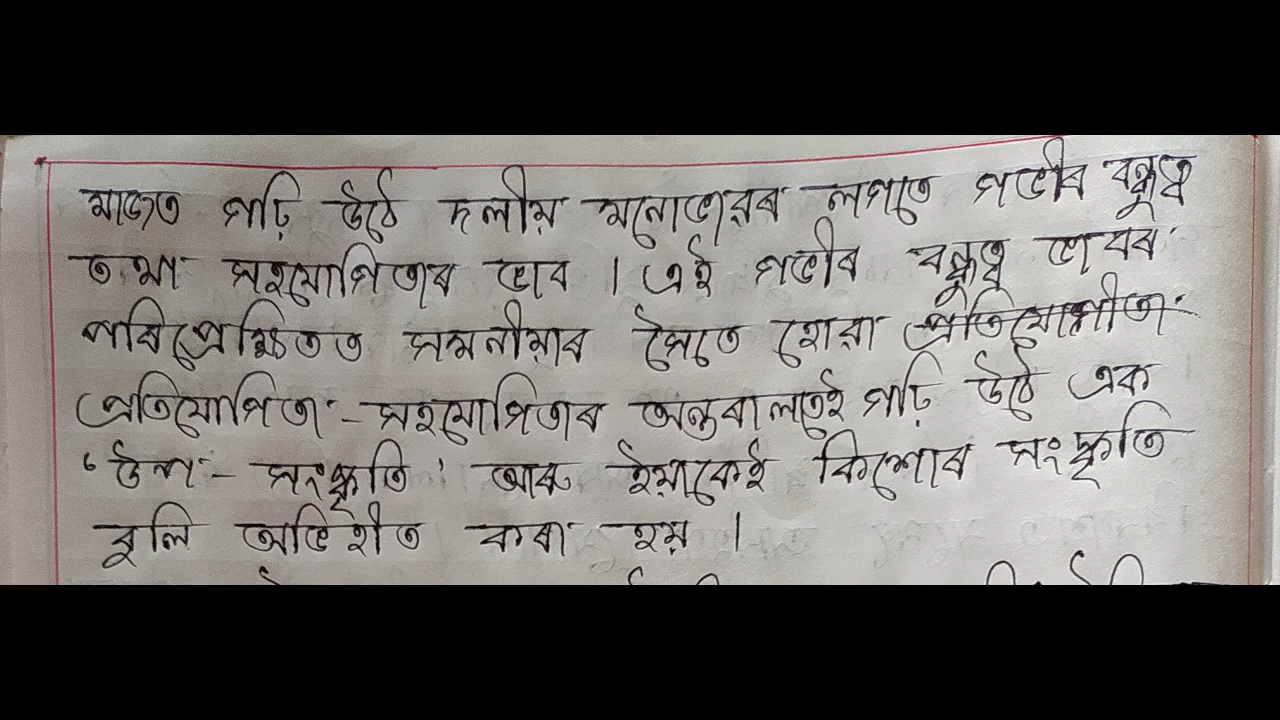 মাজত গঢ়ি উঠে দলীয় মনোভাৱৰ লগতে গভীৰ বন্ধুত্ব
তথা সহযোগিতাৰ ভাব । এই গভীৰ বন্ধুত্ব ভাবৰ
পৰিপ্ৰেক্ষিতত সমনীয়াৰ সৈতে হোৱা প্ৰতিযোগীতা
প্ৰতিযোগিতা - সহযোগিতাৰ অন্তৰালতেই গঢ়ি উঠে এক
‘উপ - সংস্কৃতি’ আৰু ইয়াকেই কিশোৰ সংস্কৃতি
বুলি অভিহীত কৰা হয় ।